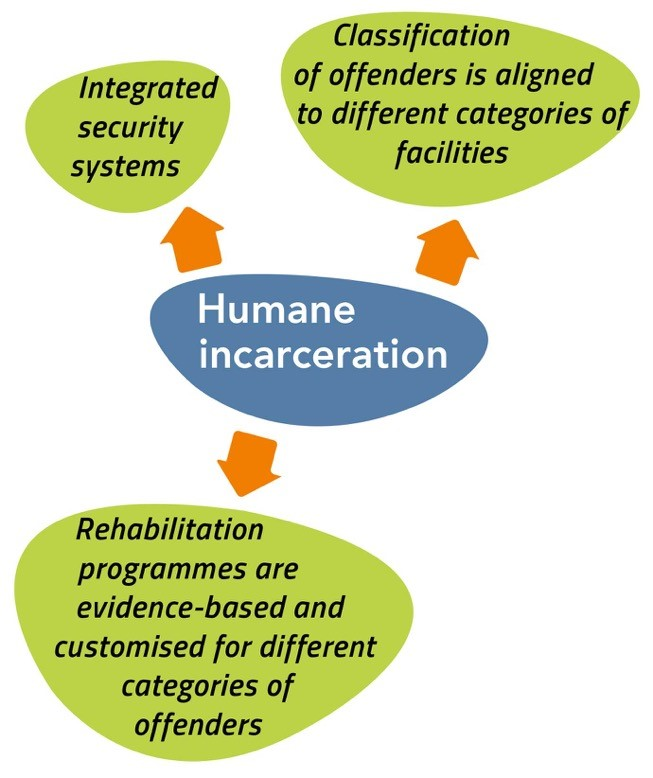 Integrated
security
systems
Classification
of offenders is aligned
to different categories of
facilities
Humane
incarceration
Rehabilitation
programmes are
evidence-based and
customised for different
categories of
offenders